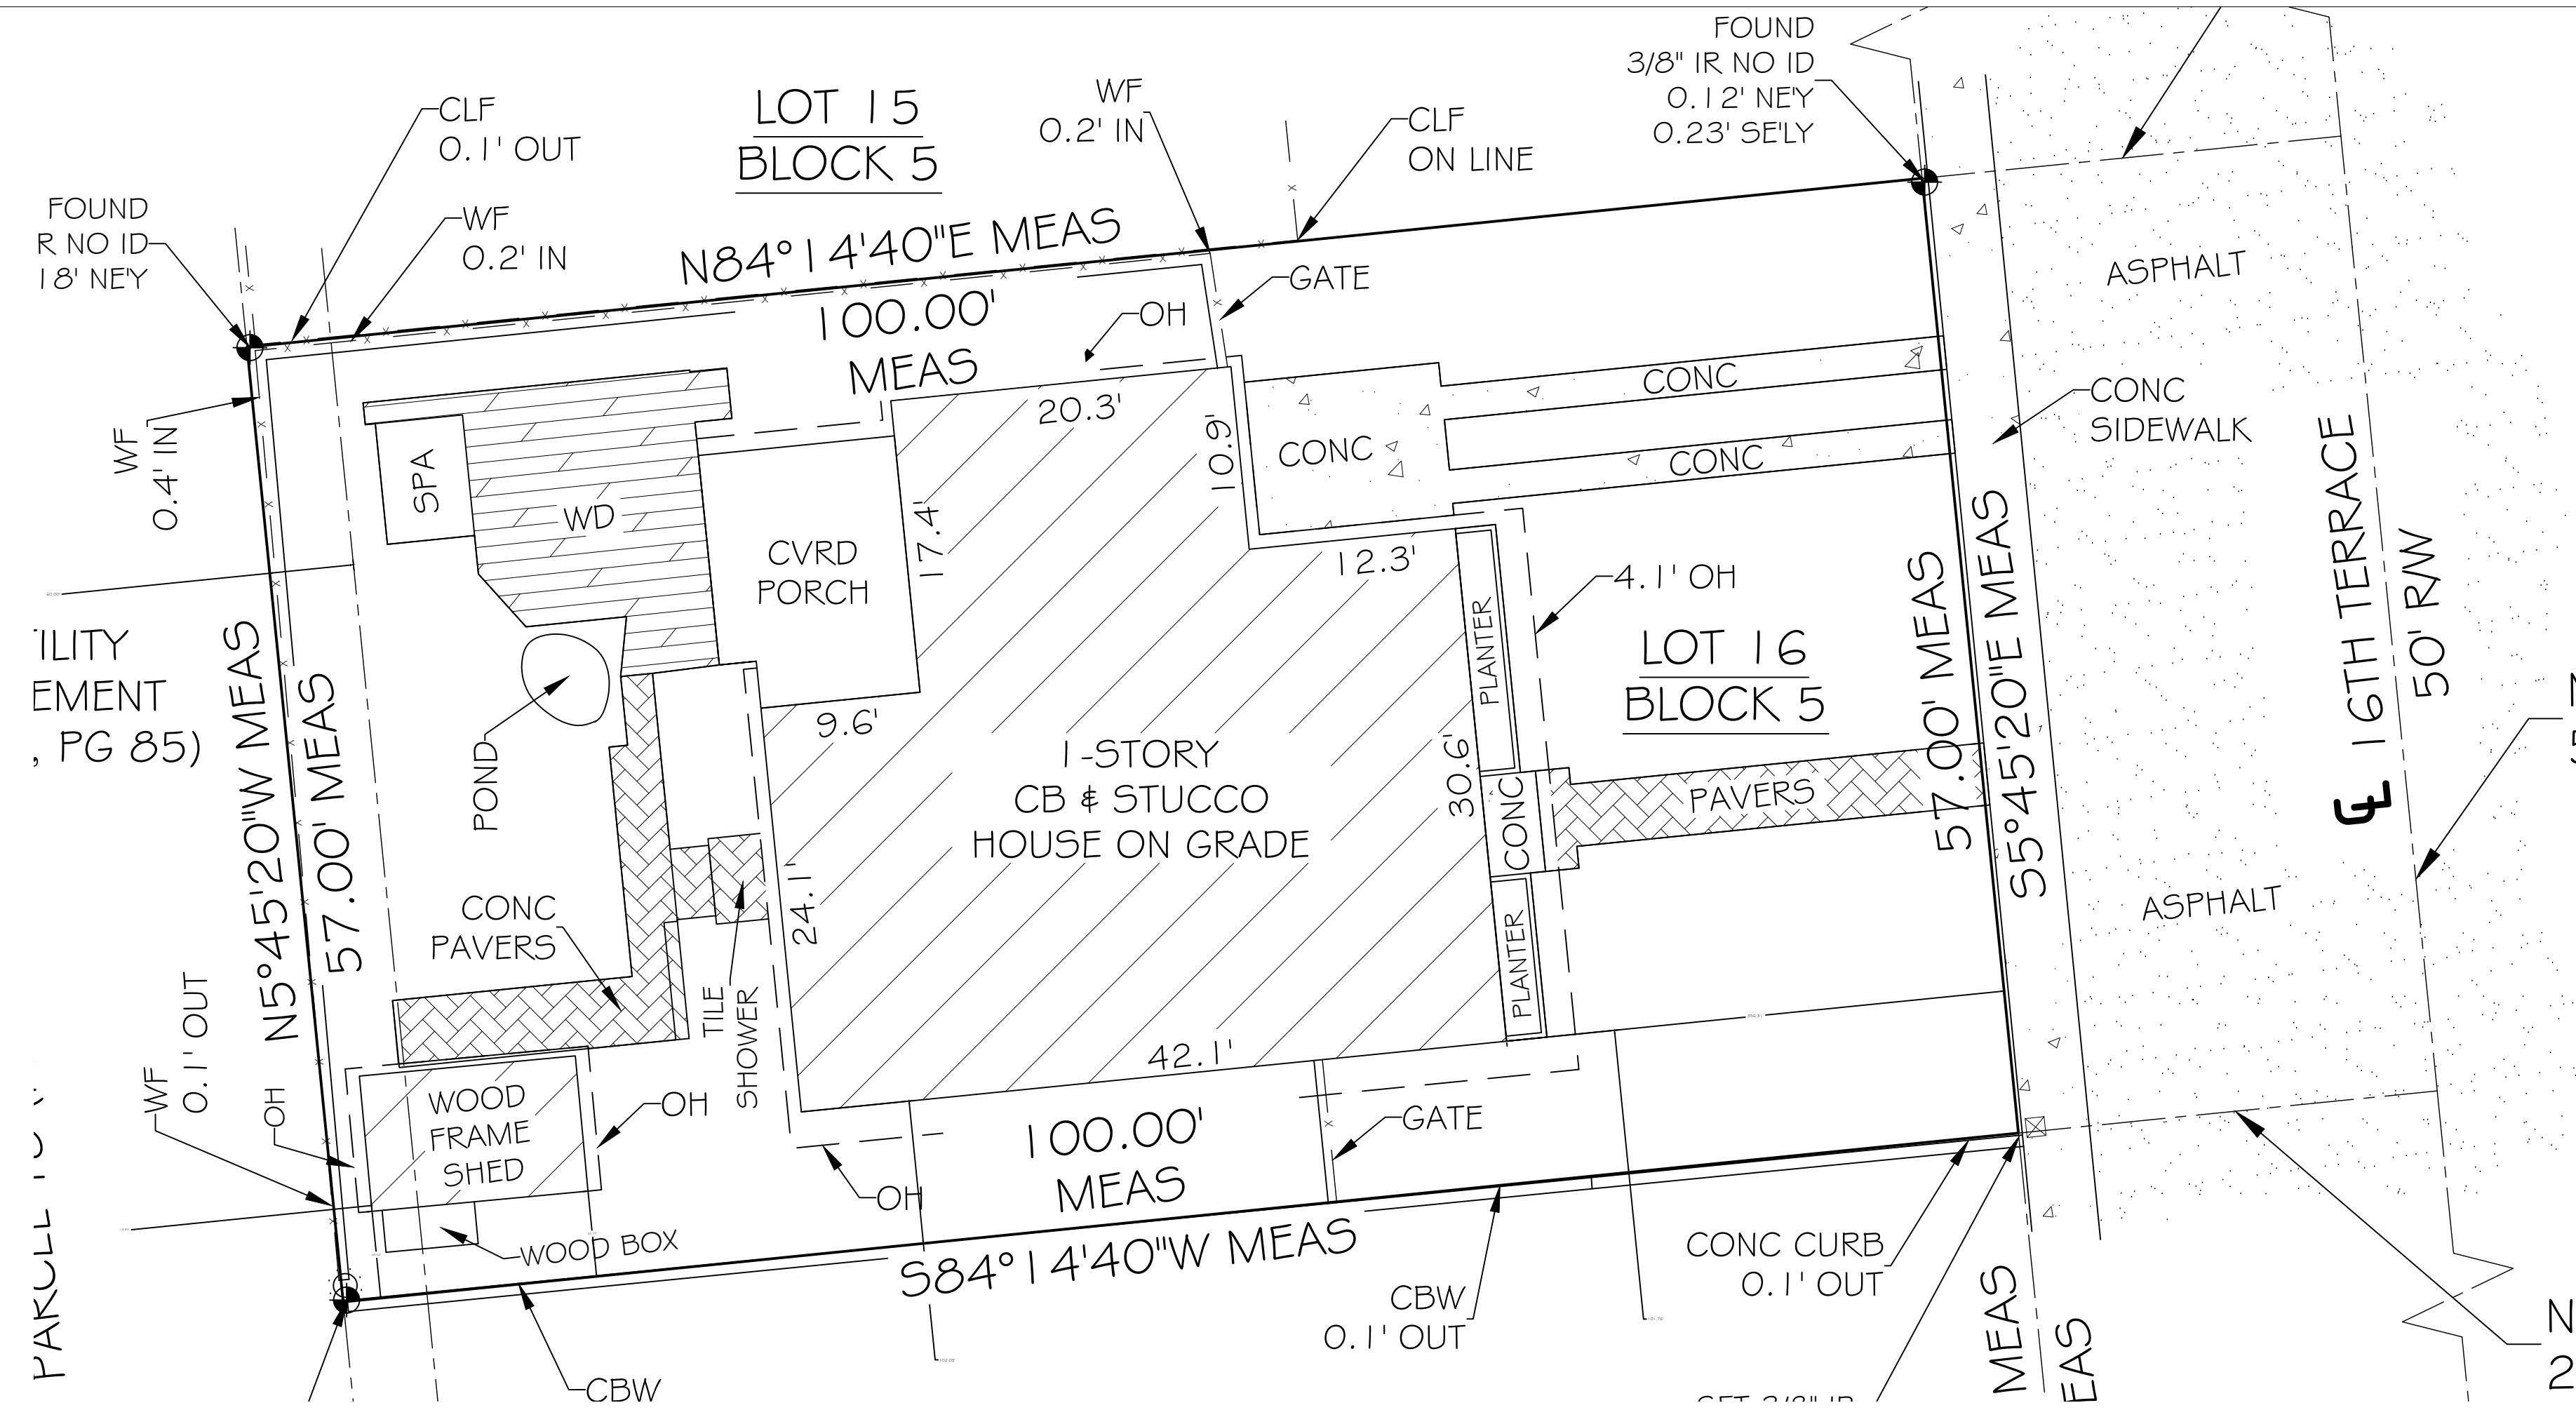 FOUND
3/8" IR NO ID
0.12' NE'Y
0.23' SE'LY
CLF
0.1' OUT
LOT 15
BLOCK 5
WF
0.2' IN
CLF
ON LINE
FOUND
R NO ID
18' NE'Y
WF
0.2' IN
N84°14'40"E MEAS
100.00'
MEAS
GATE
OH
ASPHALT
WF
0.4' IN
SPA
WD
CVRD
PORCH
17.4'
20.3'
10.9'
CONC
CONC
CONC
CONC
SIDEWALK
12.3'
4.1' OH
PLANTER
LOT 16
BLOCK 5
57.00' MEAS
S5°45'20"E MEAS
16TH TERRACE
50' R/W
ILITY
EMENT
, PG 85)
N5°45'20"W MEAS
57.00' MEAS
POND
9.6'
1-STORY
CB & STUCCO
HOUSE ON GRADE
30.6'
CONC
PAVERS
24.1'
CONC
PAVERS
TILE
SHOWER
PLANTER
ASPHALT
WF
0.1' OUT
OH
WOOD
FRAME
SHED
OH
42.1'
100.00'
MEAS
GATE
OH
WOOD BOX
S84°14'40"W MEAS
CONC CURB
0.1' OUT
CBW
0.1' OUT
CBW
MEAS
EAS
N
2